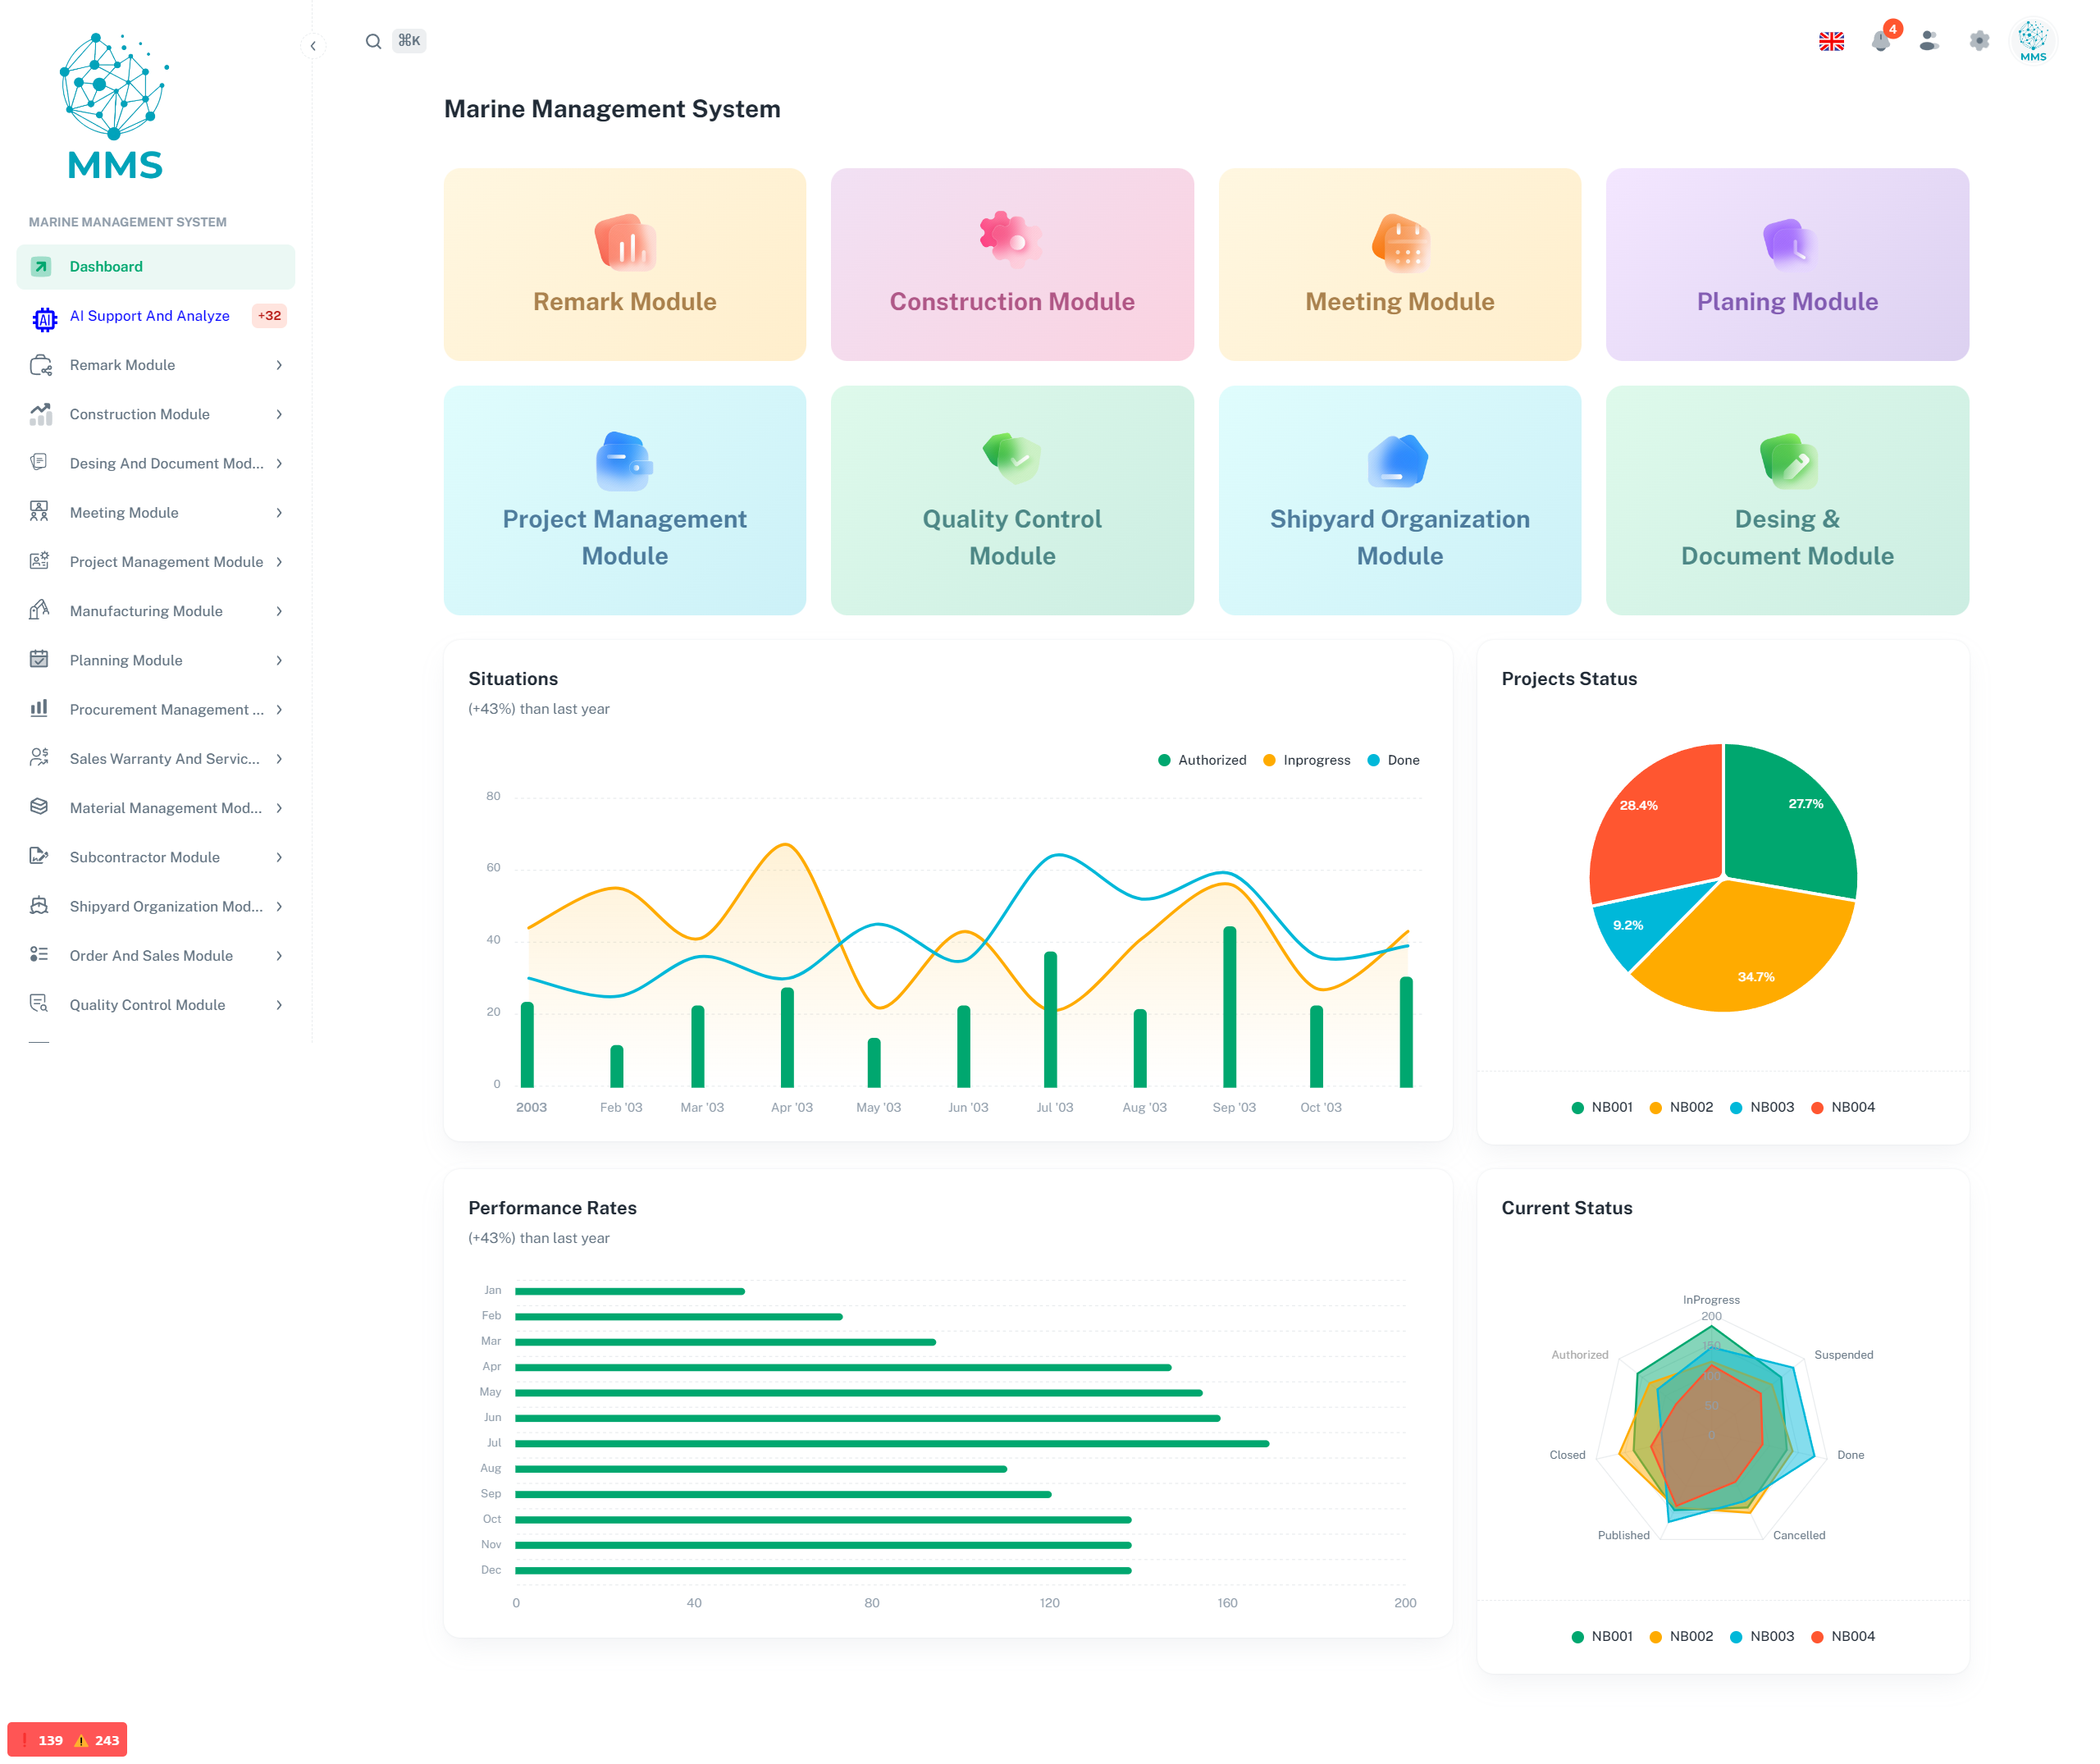 MMS
MARINE MANAGEMENT SYSTEM
Dashboard
AI
AI Support And Analyze
+32
Remark Module
Construction Module
Desing And Document Mod...
Meeting Module
Project Management Module
Manufacturing Module
Planning Module
Procurement Management ...
Sales Warranty And Servic...
Material Management Mod...
Subcontractor Module
Shipyard Organization Mod...
Order And Sales Module
Quality Control Module
⌘K
4
MMS
Marine Management System
Remark Module
Construction Module
Meeting Module
Planing Module
Project Management
Module
Quality Control
Module
Shipyard Organization
Module
Desing &
Document Module
Situations
(+43%) than last year
Authorized Inprogress Done
80
60
40
20
0
2003 Feb '03 Mar '03 Apr '03 May '03 Jun '03 Jul '03 Aug '03 Sep '03 Oct '03
Projects Status
28.4%
27.7%
9.2%
34.7%
NB001 NB002 NB003 NB004
Performance Rates
(+43%) than last year
Jan
Feb
Mar
Apr
May
Jun
Jul
Aug
Sep
Oct
Nov
Dec
0 40 80 120 160 200
Current Status
InProgress
200
150
Authorized
Suspended
100
50
0
Closed
Done
Published
Cancelled
NB001 NB002 NB003 NB004
139 243